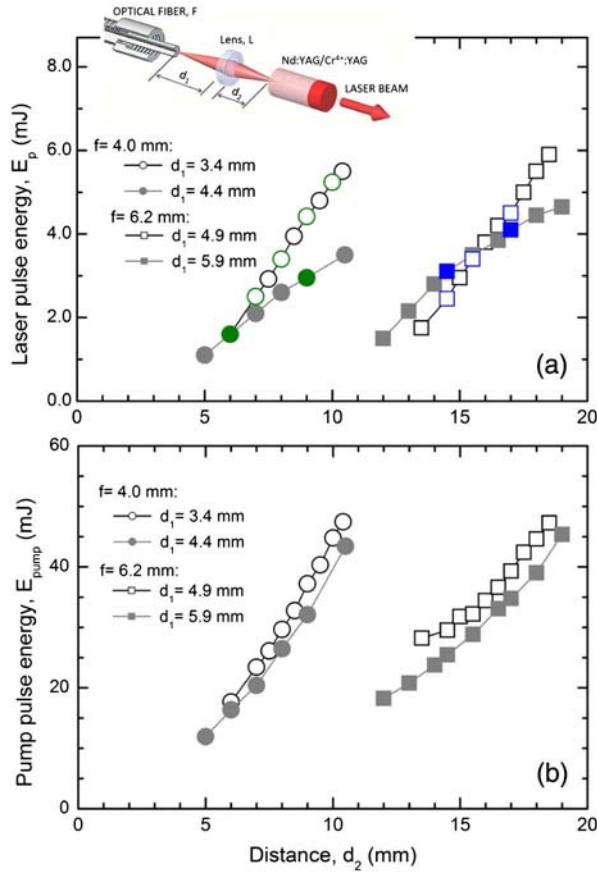 OPTICAL FIBER, F
Lens, L
Nd:YAG/Cr⁴⁺:YAG
d₁
d₂
LASER BEAM
Laser pulse energy, Eₚ (mJ)
8.0
6.0
4.0
2.0
0.0
f= 4.0 mm:
d₁= 3.4 mm
d₁= 4.4 mm
f= 6.2 mm:
d₁= 4.9 mm
d₁= 5.9 mm
(a)
0 5 10 15 20
Pump pulse energy, E_pump (mJ)
60
40
20
0
f= 4.0 mm:
d₁= 3.4 mm
d₁= 4.4 mm
f= 6.2 mm:
d₁= 4.9 mm
d₁= 5.9 mm
(b)
0 5 10 15 20
Distance, d₂ (mm)